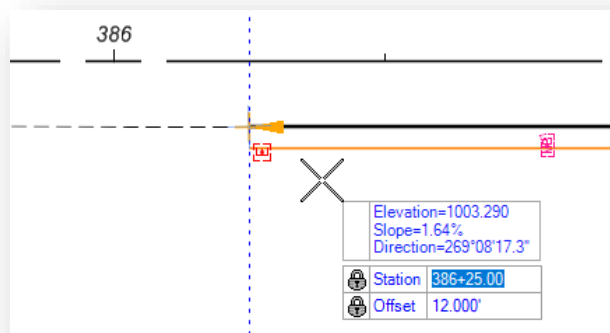 386
Elevation=1003.290
Slope=1.64%
Direction=269°08'17.3"
Station 386+25.00
Offset 12.000'